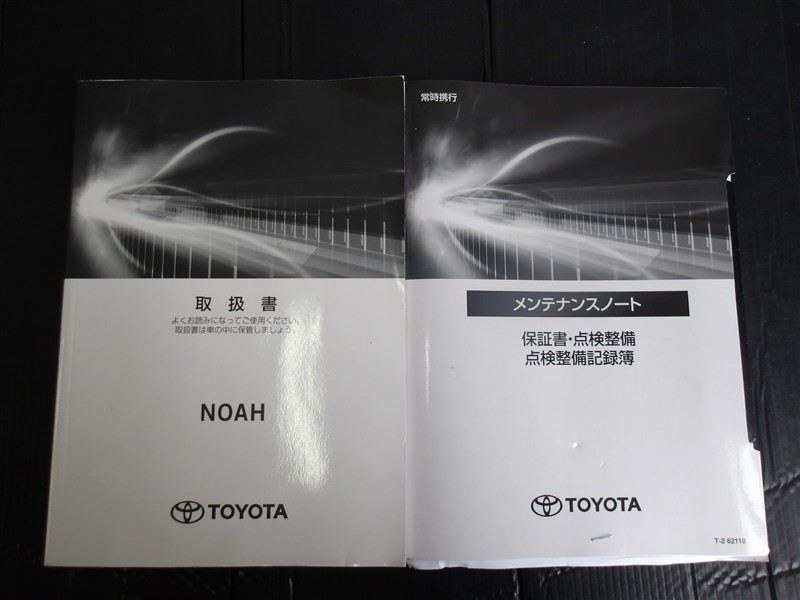 取扱書
よくお読みになってご使用ください。
取扱書は車の中に保管しましょう。
NOAH
TOYOTA
常時携行
メンテナンスノート
保証書・点検整備
点検整備記録簿
TOYOTA
T-2 62110